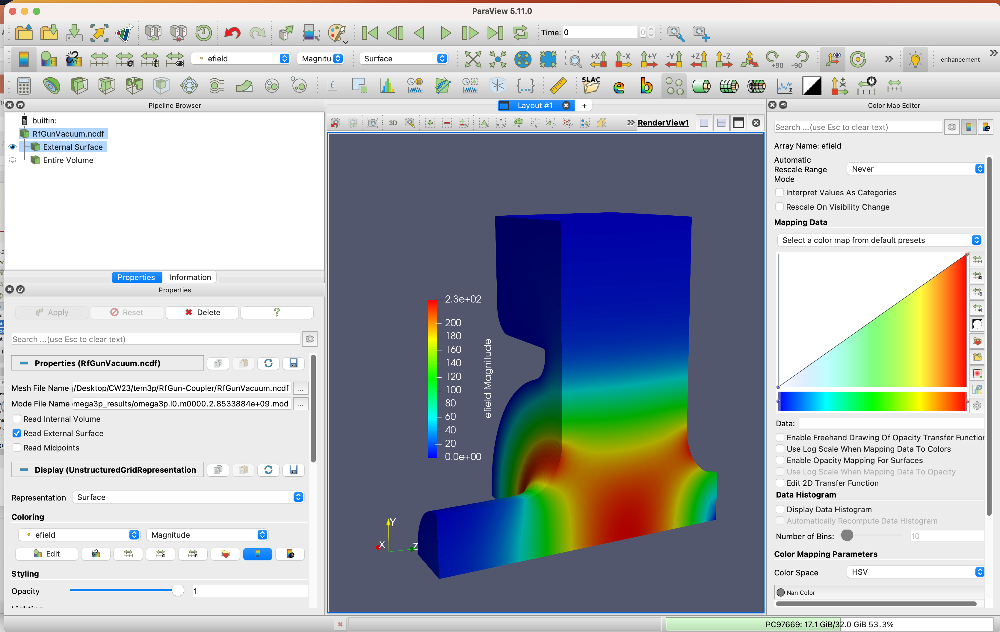 ParaView 5.11.0
Time: 0
0
efield
Magnitu
Surface
+X
-X
+Y
-Y
+Z
-Z
+90
-90
enhancement
SLAC
Pipeline Browser
builtin:
RfGunVacuum.ncdf
External Surface
Entire Volume
Properties
Information
Properties
Apply
Reset
Delete
?
Search ...(use Esc to clear text)
Properties (RfGunVacuum.ncdf)
Mesh File Name
/Desktop/CW23/tem3p/RfGun-Coupler/RfGunVacuum.ncdf
...
Mode File Name
mega3p_results/omega3p.l0.m0000.2.8533884e+09.mod
...
Read Internal Volume
Read External Surface
Read Midpoints
Display (UnstructuredGridRepresentation
Representation
Surface
Coloring
efield
Magnitude
Edit
Styling
Opacity
1
Layout #1
+
3D
RenderView1
2.3e+02
200
180
160
140
120
100
80
60
40
20
0.0e+00
efield Magnitude
Y
X
Z
Color Map Editor
Search ...(use Esc to clear text)
Array Name: efield
Automatic
Rescale Range
Mode
Never
Interpret Values As Categories
Rescale On Visibility Change
Mapping Data
Select a color map from default presets
Data:
Enable Freehand Drawing Of Opacity Transfer Function
Use Log Scale When Mapping Data To Colors
Enable Opacity Mapping For Surfaces
Use Log Scale When Mapping Data To Opacity
Edit 2D Transfer Function
Data Histogram
Display Data Histogram
Automatically Recompute Data Histogram
Number of Bins:
10
Color Mapping Parameters
Color Space
HSV
Nan Color
PC97669: 17.1 GiB/32.0 GiB 53.3%